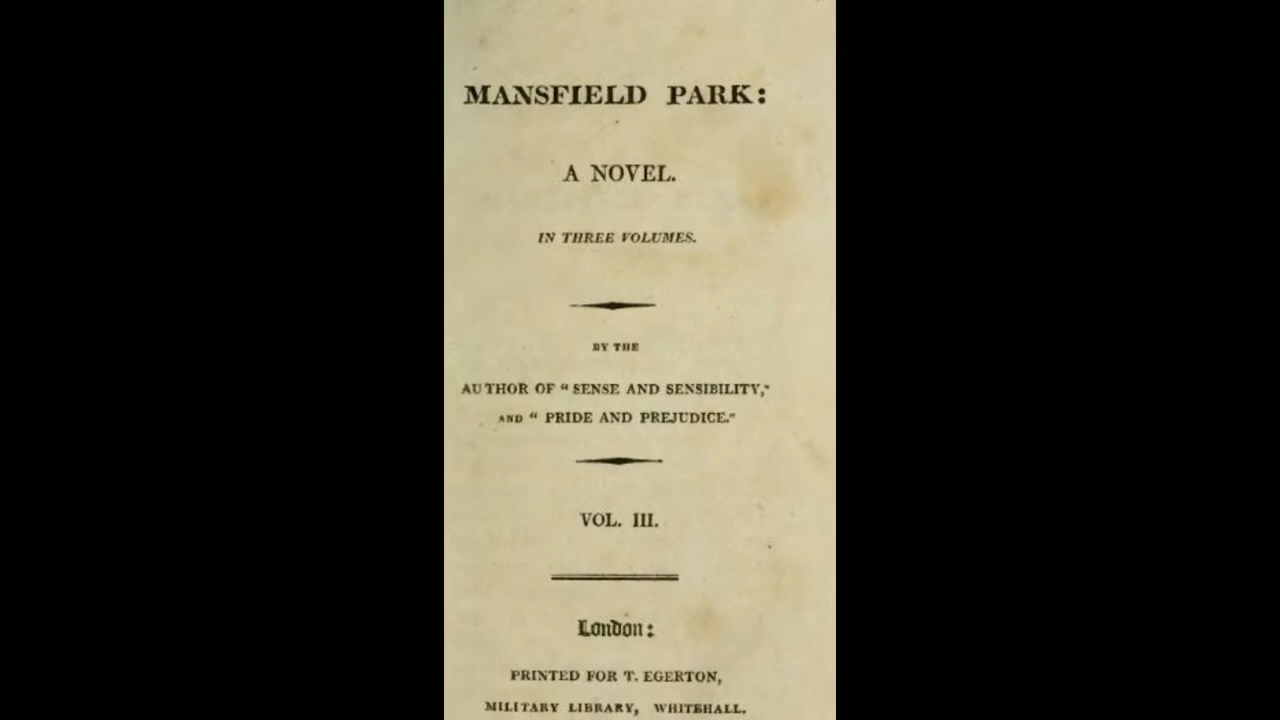 MANSFIELD PARK:
A NOVEL.
IN THREE VOLUMES.
BY THE
AUTHOR OF " SENSE AND SENSIBILITY,"
AND " PRIDE AND PREJUDICE."
VOL. III.
London:
PRINTED FOR T. EGERTON,
MILITARY LIBRARY, WHITEHALL.